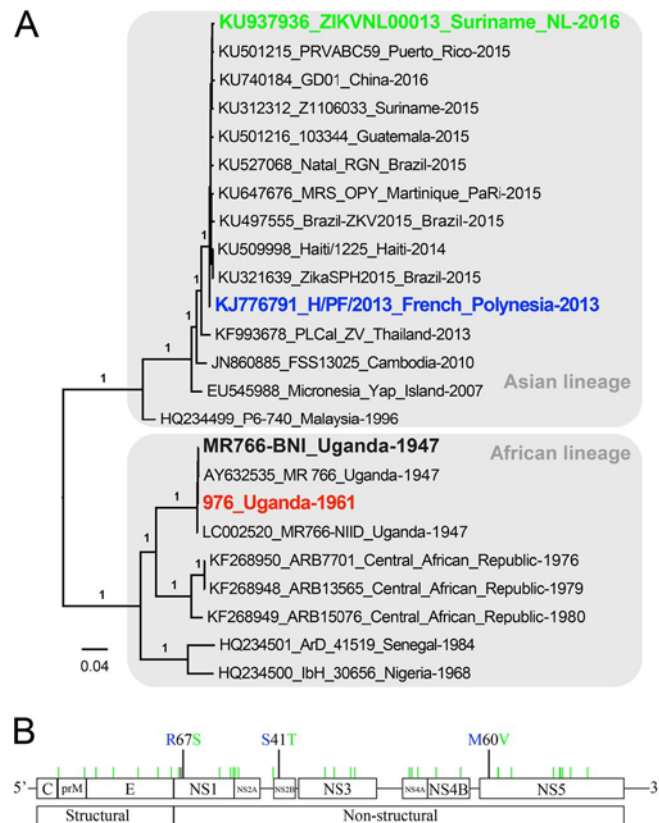 A
KU937936_ZIKVNL00013_Suriname_NL-2016
KU501215_PRVABC59_Puerto_Rico-2015
KU740184_GD01_China-2016
KU312312_Z1106033_Suriname-2015
KU501216_103344_Guatemala-2015
KU527068_Natal_RGN_Brazil-2015
KU647676_MRS_OPY_Martinique_PaRi-2015
KU497555_Brazil-ZKV2015_Brazil-2015
1
KU509998_Haiti/1225_Haiti-2014
KU321639_ZikaSPH2015_Brazil-2015
1
KJ776791_H/PF/2013_French_Polynesia-2013
KF993678_PLCal_ZV_Thailand-2013
1
JN860885_FSS13025_Cambodia-2010
1
EU545988_Micronesia_Yap_Island-2007
Asian lineage
HQ234499_P6-740_Malaysia-1996
MR766-BNI_Uganda-1947
African lineage
AY632535_MR 766_Uganda-1947
1
976_Uganda-1961
LC002520_MR766-NIID_Uganda-1947
1
1
KF268950_ARB7701_Central_African_Republic-1976
KF268948_ARB13565_Central_African_Republic-1979
1
1
KF268949_ARB15076_Central_African_Republic-1980
HQ234501_ArD_41519_Senegal-1984
1
HQ234500_IbH_30656_Nigeria-1968
0.04
B
R67S S41T M60V
5' C prM E NS1 NS2A NS2B NS3 NS4A NS4B NS5 3
Structural Non-structural